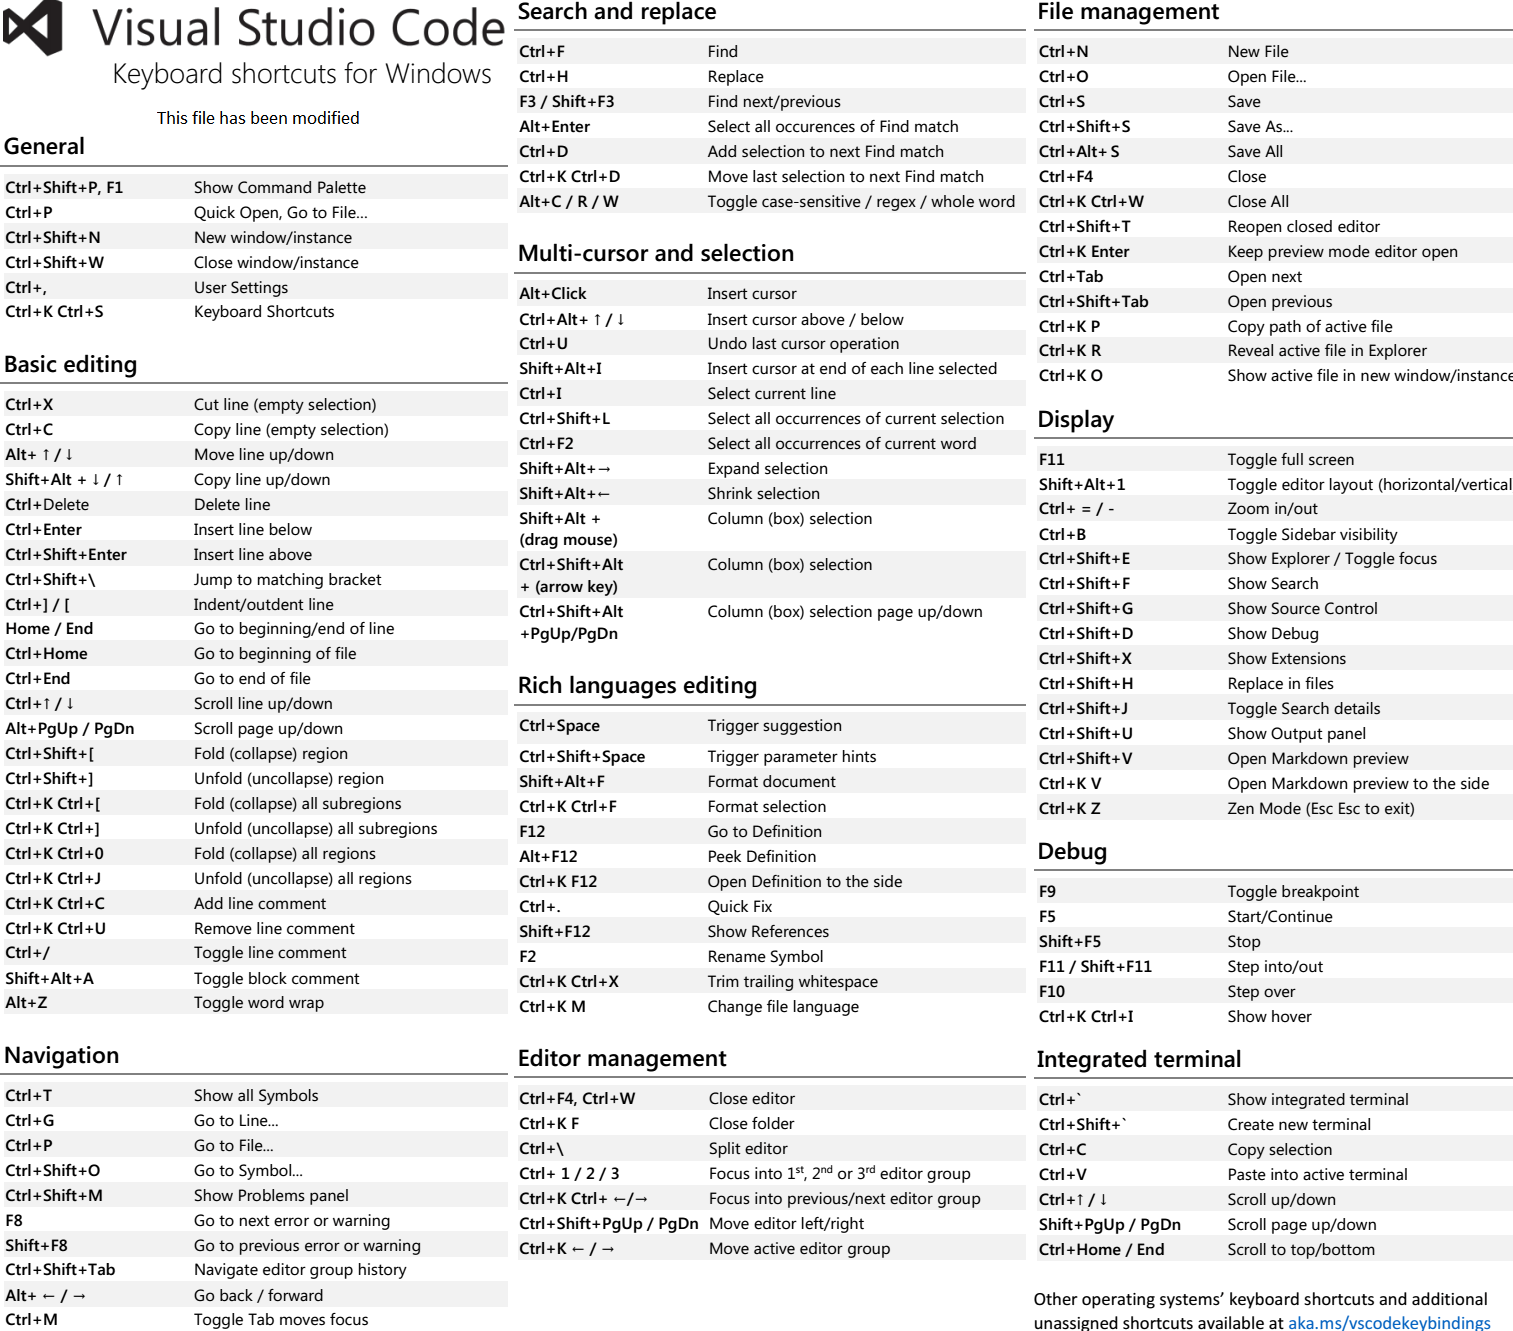 Visual Studio Code
Keyboard shortcuts for Windows
This file has been modified
General
Ctrl+Shift+P, F1 Show Command Palette
Ctrl+P Quick Open, Go to File...
Ctrl+Shift+N New window/instance
Ctrl+Shift+W Close window/instance
Ctrl+, User Settings
Ctrl+K Ctrl+S Keyboard Shortcuts
Basic editing
Ctrl+X Cut line (empty selection)
Ctrl+C Copy line (empty selection)
Alt+ ↑ / ↓ Move line up/down
Shift+Alt + ↓ / ↑ Copy line up/down
Ctrl+Delete Delete line
Ctrl+Enter Insert line below
Ctrl+Shift+Enter Insert line above
Ctrl+Shift+\ Jump to matching bracket
Ctrl+] / [ Indent/outdent line
Home / End Go to beginning/end of line
Ctrl+Home Go to beginning of file
Ctrl+End Go to end of file
Ctrl+↑ / ↓ Scroll line up/down
Alt+PgUp / PgDn Scroll page up/down
Ctrl+Shift+[ Fold (collapse) region
Ctrl+Shift+] Unfold (uncollapse) region
Ctrl+K Ctrl+[ Fold (collapse) all subregions
Ctrl+K Ctrl+] Unfold (uncollapse) all subregions
Ctrl+K Ctrl+0 Fold (collapse) all regions
Ctrl+K Ctrl+J Unfold (uncollapse) all regions
Ctrl+K Ctrl+C Add line comment
Ctrl+K Ctrl+U Remove line comment
Ctrl+/ Toggle line comment
Shift+Alt+A Toggle block comment
Alt+Z Toggle word wrap
Navigation
Ctrl+T Show all Symbols
Ctrl+G Go to Line...
Ctrl+P Go to File...
Ctrl+Shift+O Go to Symbol...
Ctrl+Shift+M Show Problems panel
F8 Go to next error or warning
Shift+F8 Go to previous error or warning
Ctrl+Shift+Tab Navigate editor group history
Alt+ ← / → Go back / forward
Ctrl+M Toggle Tab moves focus
Search and replace
Ctrl+F Find
Ctrl+H Replace
F3 / Shift+F3 Find next/previous
Alt+Enter Select all occurences of Find match
Ctrl+D Add selection to next Find match
Ctrl+K Ctrl+D Move last selection to next Find match
Alt+C / R / W Toggle case-sensitive / regex / whole word
Multi-cursor and selection
Alt+Click Insert cursor
Ctrl+Alt+ ↑ / ↓ Insert cursor above / below
Ctrl+U Undo last cursor operation
Shift+Alt+I Insert cursor at end of each line selected
Ctrl+I Select current line
Ctrl+Shift+L Select all occurrences of current selection
Ctrl+F2 Select all occurrences of current word
Shift+Alt+→ Expand selection
Shift+Alt+← Shrink selection
Shift+Alt + Column (box) selection
(drag mouse)
Ctrl+Shift+Alt Column (box) selection
+ (arrow key)
Ctrl+Shift+Alt Column (box) selection page up/down
+PgUp/PgDn
Rich languages editing
Ctrl+Space Trigger suggestion
Ctrl+Shift+Space Trigger parameter hints
Shift+Alt+F Format document
Ctrl+K Ctrl+F Format selection
F12 Go to Definition
Alt+F12 Peek Definition
Ctrl+K F12 Open Definition to the side
Ctrl+. Quick Fix
Shift+F12 Show References
F2 Rename Symbol
Ctrl+K Ctrl+X Trim trailing whitespace
Ctrl+K M Change file language
Editor management
Ctrl+F4, Ctrl+W Close editor
Ctrl+K F Close folder
Ctrl+\ Split editor
Ctrl+ 1 / 2 / 3 Focus into 1st, 2nd or 3rd editor group
Ctrl+K Ctrl+ ←/→ Focus into previous/next editor group
Ctrl+Shift+PgUp / PgDn Move editor left/right
Ctrl+K ← / → Move active editor group
File management
Ctrl+N New File
Ctrl+O Open File...
Ctrl+S Save
Ctrl+Shift+S Save As...
Ctrl+Alt+ S Save All
Ctrl+F4 Close
Ctrl+K Ctrl+W Close All
Ctrl+Shift+T Reopen closed editor
Ctrl+K Enter Keep preview mode editor open
Ctrl+Tab Open next
Ctrl+Shift+Tab Open previous
Ctrl+K P Copy path of active file
Ctrl+K R Reveal active file in Explorer
Ctrl+K O Show active file in new window/instance
Display
F11 Toggle full screen
Shift+Alt+1 Toggle editor layout (horizontal/vertical
Ctrl+ = / - Zoom in/out
Ctrl+B Toggle Sidebar visibility
Ctrl+Shift+E Show Explorer / Toggle focus
Ctrl+Shift+F Show Search
Ctrl+Shift+G Show Source Control
Ctrl+Shift+D Show Debug
Ctrl+Shift+X Show Extensions
Ctrl+Shift+H Replace in files
Ctrl+Shift+J Toggle Search details
Ctrl+Shift+U Show Output panel
Ctrl+Shift+V Open Markdown preview
Ctrl+K V Open Markdown preview to the side
Ctrl+K Z Zen Mode (Esc Esc to exit)
Debug
F9 Toggle breakpoint
F5 Start/Continue
Shift+F5 Stop
F11 / Shift+F11 Step into/out
F10 Step over
Ctrl+K Ctrl+I Show hover
Integrated terminal
Ctrl+` Show integrated terminal
Ctrl+Shift+` Create new terminal
Ctrl+C Copy selection
Ctrl+V Paste into active terminal
Ctrl+↑ / ↓ Scroll up/down
Shift+PgUp / PgDn Scroll page up/down
Ctrl+Home / End Scroll to top/bottom
Other operating systems’ keyboard shortcuts and additional
unassigned shortcuts available at aka.ms/vscodekeybindings